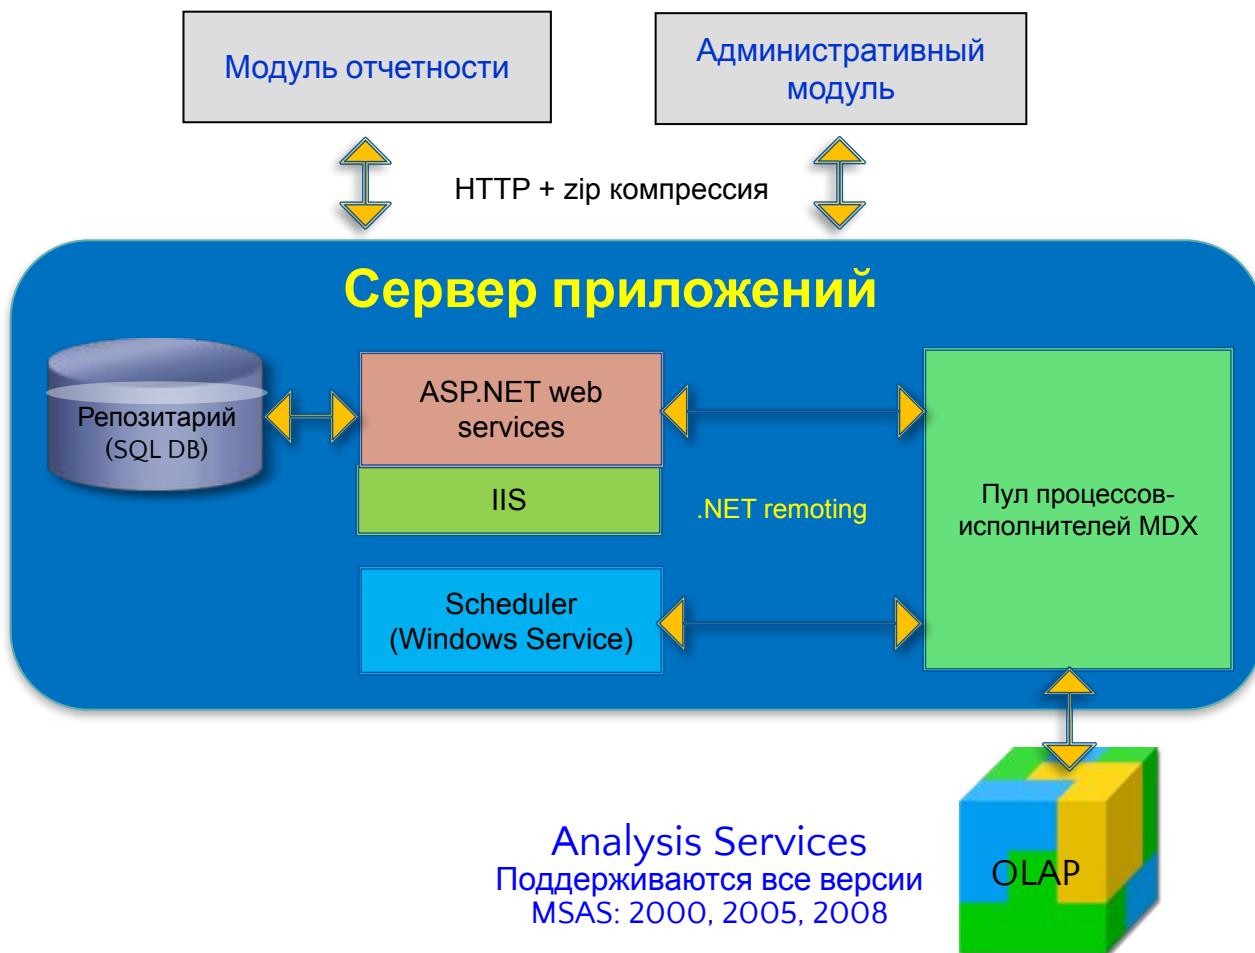 Модуль отчетности
Административный
модуль
HTTP + zip компрессия
Сервер приложений
Репозитарий
(SQL DB)
ASP.NET web
services
IIS
.NET remoting
Пул процессов-
исполнителей MDX
Scheduler
(Windows Service)
Analysis Services
Поддерживаются все версии
MSAS: 2000, 2005, 2008
OLAP